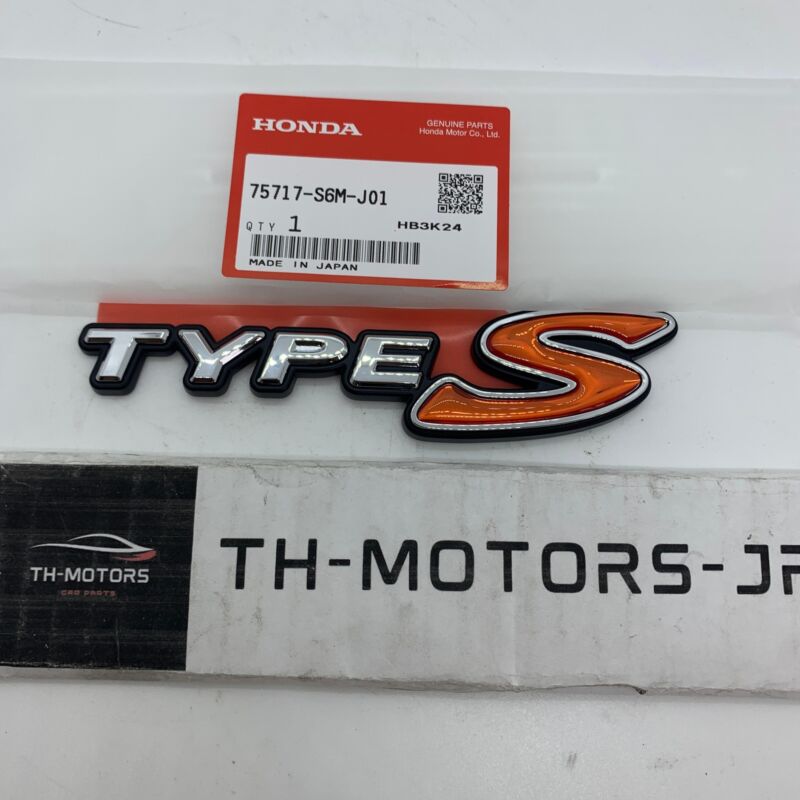 HONDA
GENUINE PARTS
Honda Motor Co., Ltd.
75717-S6M-J01
QTY 1
HB3K24
MADE IN JAPAN
TYPE S
TH-MOTORS
CAR PARTS
TH-MOTORS-JP